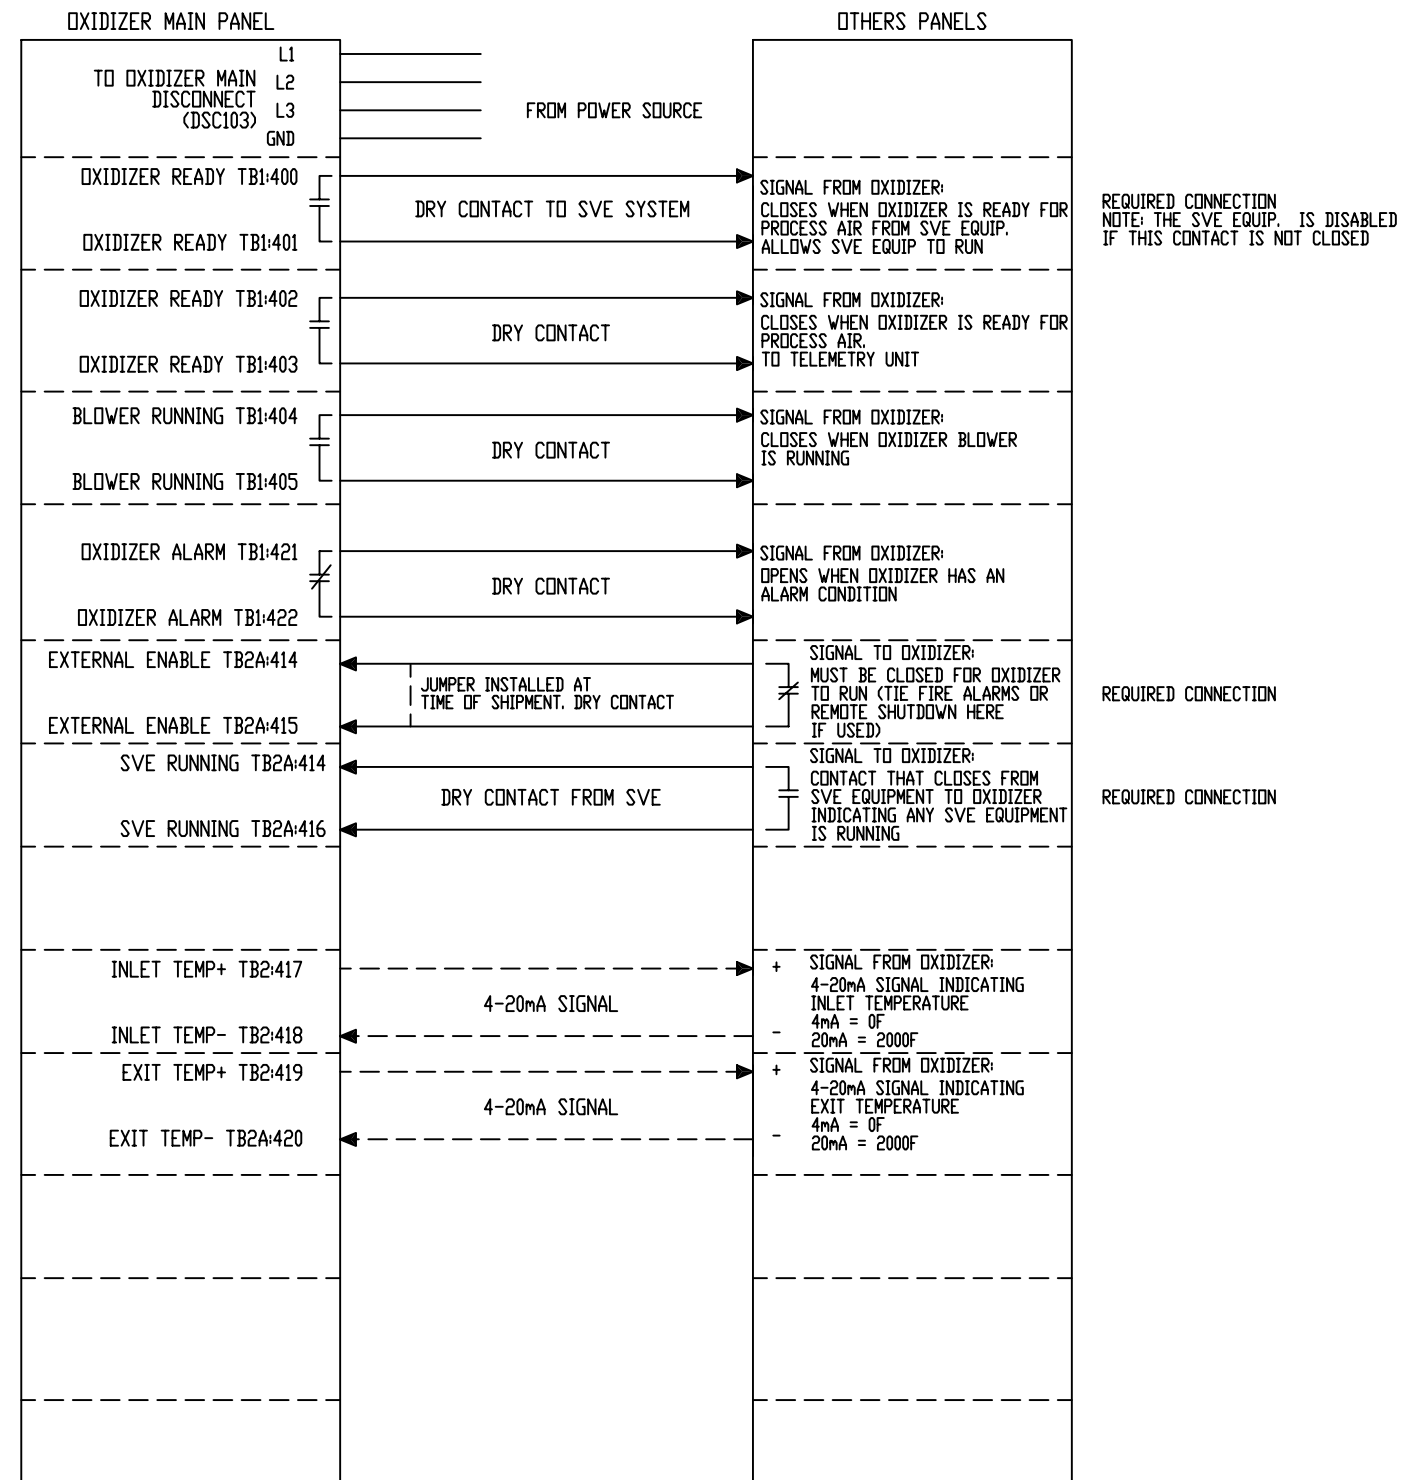 OXIDIZER MAIN PANEL
OTHERS PANELS
L1
TO OXIDIZER MAIN
DISCONNECT
(DSC103)
L2
L3
GND
FROM POWER SOURCE
OXIDIZER READY TB1:400
OXIDIZER READY TB1:401
DRY CONTACT TO SVE SYSTEM
SIGNAL FROM OXIDIZER:
CLOSES WHEN OXIDIZER IS READY FOR
PROCESS AIR FROM SVE EQUIP.
ALLOWS SVE EQUIP TO RUN
REQUIRED CONNECTION
NOTE: THE SVE EQUIP. IS DISABLED
IF THIS CONTACT IS NOT CLOSED
OXIDIZER READY TB1:402
OXIDIZER READY TB1:403
DRY CONTACT
SIGNAL FROM OXIDIZER:
CLOSES WHEN OXIDIZER IS READY FOR
PROCESS AIR.
TO TELEMETRY UNIT
BLOWER RUNNING TB1:404
BLOWER RUNNING TB1:405
DRY CONTACT
SIGNAL FROM OXIDIZER:
CLOSES WHEN OXIDIZER BLOWER
IS RUNNING
OXIDIZER ALARM TB1:421
OXIDIZER ALARM TB1:422
DRY CONTACT
SIGNAL FROM OXIDIZER:
OPENS WHEN OXIDIZER HAS AN
ALARM CONDITION
EXTERNAL ENABLE TB2A:414
EXTERNAL ENABLE TB2A:415
JUMPER INSTALLED AT
TIME OF SHIPMENT. DRY CONTACT
SIGNAL TO OXIDIZER:
MUST BE CLOSED FOR OXIDIZER
TO RUN (TIE FIRE ALARMS OR
REMOTE SHUTDOWN HERE
IF USED)
REQUIRED CONNECTION
SVE RUNNING TB2A:414
SVE RUNNING TB2A:416
DRY CONTACT FROM SVE
SIGNAL TO OXIDIZER:
CONTACT THAT CLOSES FROM
SVE EQUIPMENT TO OXIDIZER
INDICATING ANY SVE EQUIPMENT
IS RUNNING
REQUIRED CONNECTION
INLET TEMP+ TB2:417
INLET TEMP- TB2:418
4-20mA SIGNAL
+
-
SIGNAL FROM OXIDIZER:
4-20mA SIGNAL INDICATING
INLET TEMPERATURE
4mA = 0F
20mA = 2000F
EXIT TEMP+ TB2:419
EXIT TEMP- TB2A:420
4-20mA SIGNAL
+
-
SIGNAL FROM OXIDIZER:
4-20mA SIGNAL INDICATING
EXIT TEMPERATURE
4mA = 0F
20mA = 2000F